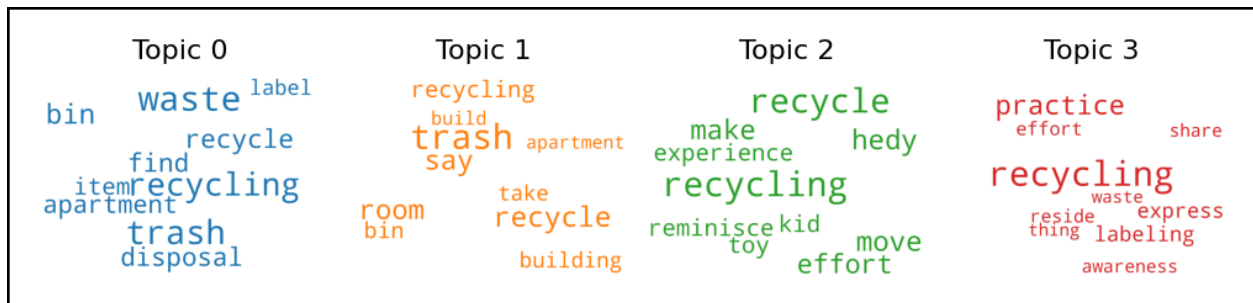 Topic 0
Topic 1
Topic 2
Topic 3
waste
label
bin
recycle
find
item
recycling
apartment
trash
disposal
recycling
build
trash
apartment
say
take
room
recycle
bin
building
recycle
make
hedy
experience
recycling
reminisce
kid
toy
move
effort
practice
effort
share
recycling
waste
reside
express
thing
labeling
awareness